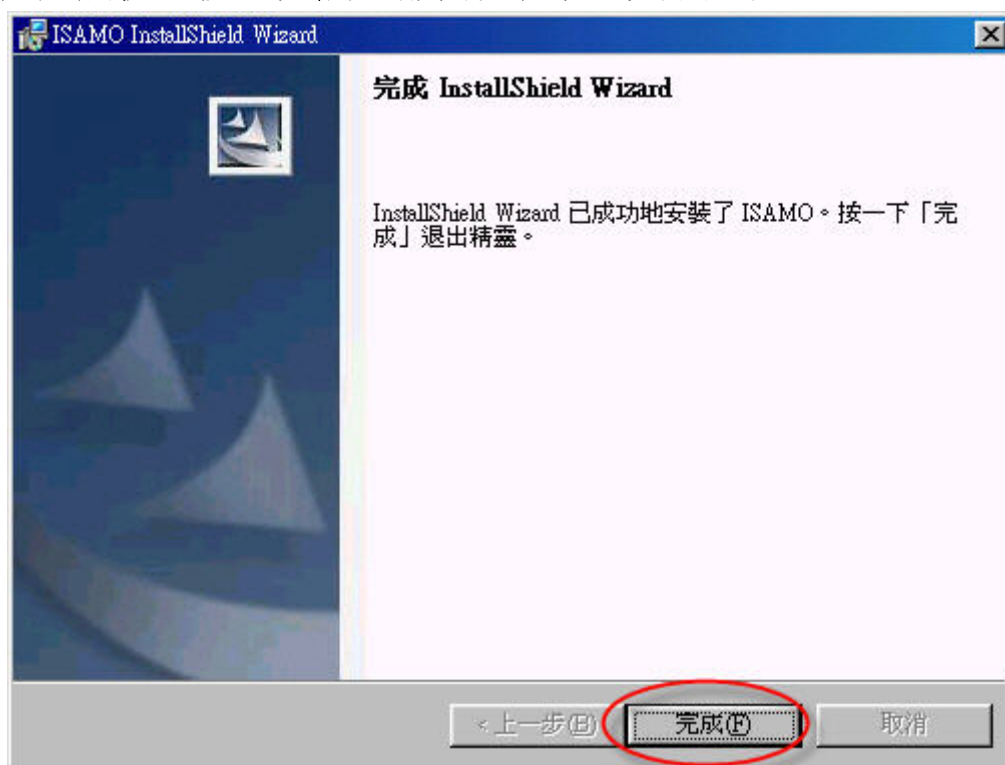 ISAMO InstallShield Wizard
完成 InstallShield Wizard
InstallShield Wizard 已成功地安裝了 ISAMO。按一下「完
成」退出精靈。
<上一步(B)
完成(F)
取消